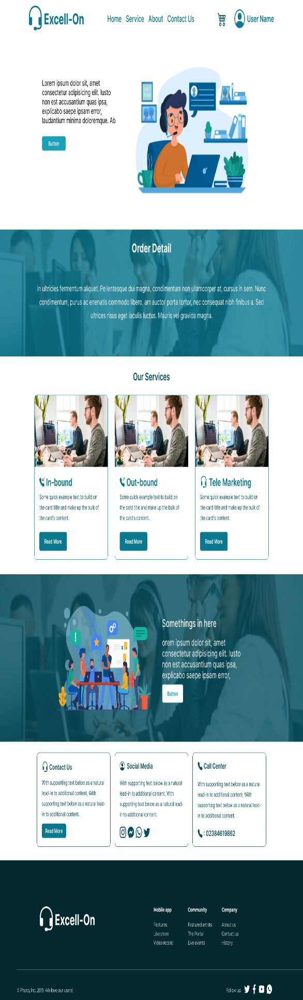 Excell-On
Home Service About Contact Us
User Name
Lorem ipsum dolor sit, amet
consectetur adipisicing elit. Iusto
non est accusantium quas ipsa,
explicabo saepe ipsam error,
laudantium minima doloremque. Ab
Button
Order Detail
In ultricies fermentum aliquet. Pellentesque dui magna, condimentum non ullamcorper at, cursus in sem. Nunc
condimentum, purus ac enenatis commodo libero, am auctor porta tortor, nec consequat nibh finibus a. Sed
ultrices risus eget iaculis luctus. Mauris vel gravida magna.
Our Services
In-bound
Some quick example text to build on
the card title and make up the bulk of
the card's content.
Read More
Out-bound
Some quick example text to build on
the card title and make up the bulk of
the card's content.
Read More
Tele Marketing
Some quick example text to build on
the card title and make up the bulk of
the card's content.
Read More
Somethings in here
orem ipsum dolor sit, amet
consectetur adipisicing elit. Iusto
non est accusantium quas ipsa,
explicabo saepe ipsam error,
Button
Contact Us
With supporting text below as a natural
lead-in to additional content, With
supporting text below as a natural lead-
in to additional content.
Read More
Social Media
With supporting text below as a natural
lead-in to additional content, With
supporting text below as a natural lead-
in to additional content.
Call Center
With supporting text below as a natural
lead-in to additional content, With
supporting text below as a natural lead-
in to additional content.
: 02384619862
Excell-On
Mobile app
Features
Live share
Video record
Community
Featured artists
The Portal
Live events
Company
About us
Contact us
History
© Photo, Inc. 2019. We love our users!
Follow us: